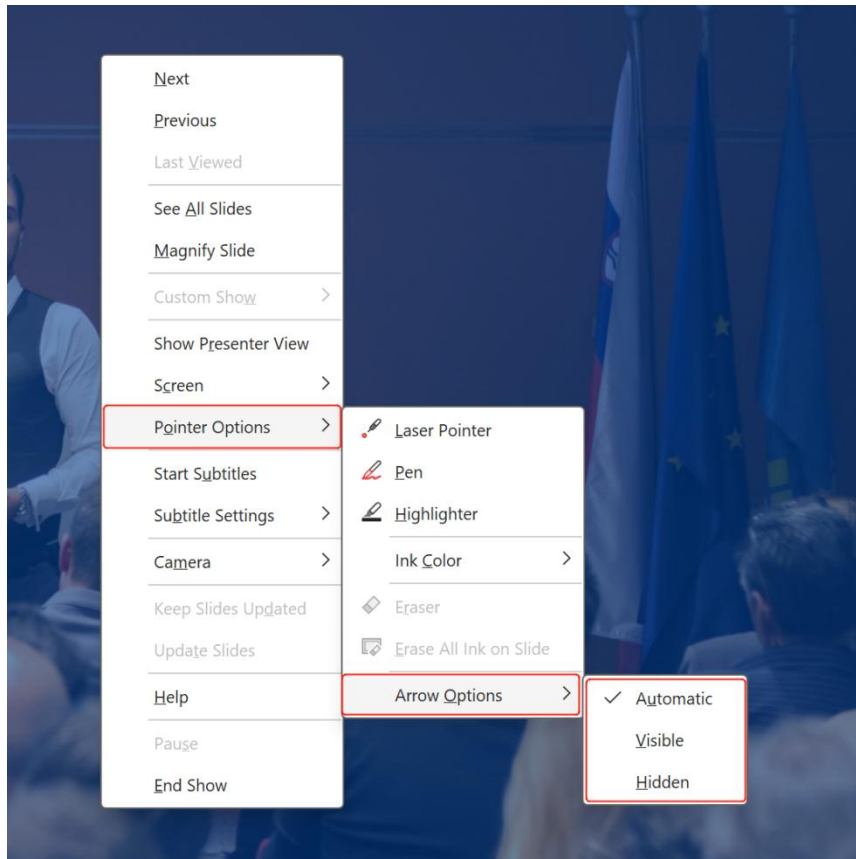 Next
Previous
Last Viewed
See All Slides
Magnify Slide
Custom Show
Show Presenter View
Screen
Pointer Options
Start Subtitles
Subtitle Settings
Camera
Keep Slides Updated
Update Slides
Help
Pause
End Show
Laser Pointer
Pen
Highlighter
Ink Color
Eraser
Erase All Ink on Slide
Arrow Options
Automatic
Visible
Hidden